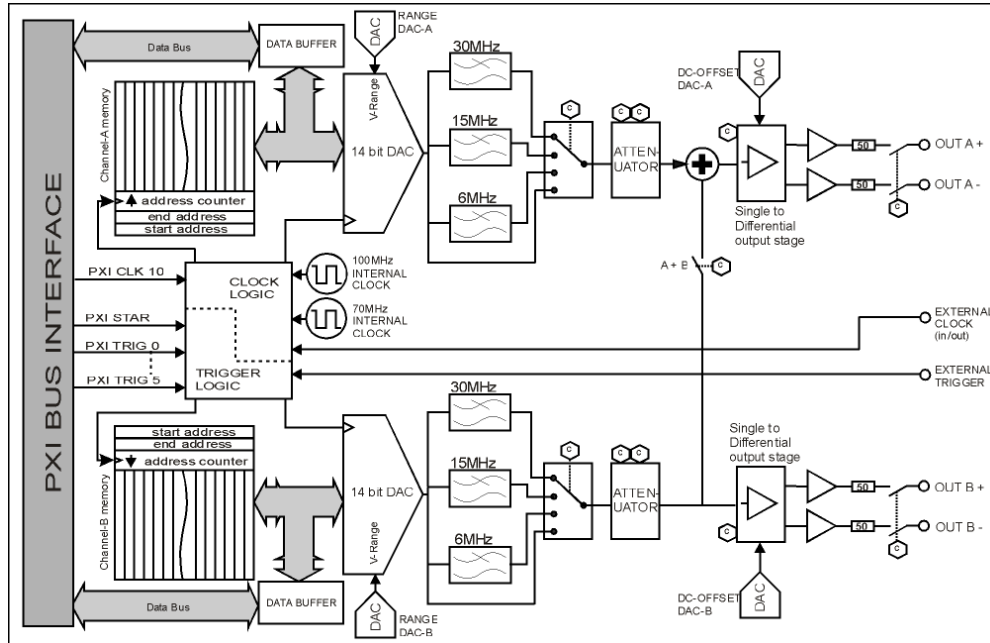 PXI BUS INTERFACE
Data Bus
DATA BUFFER
DAC
RANGE
DAC-A
Channel-A memory
address counter
end address
start address
V-Range
14 bit DAC
30MHz
15MHz
6MHz
C
C C
ATTEN-
UATOR
+
DC-OFFSET
DAC-A
DAC
C
Single to
Differential
output stage
50
50
OUT A +
OUT A -
C
A + B
C
PXI CLK 10
PXI STAR
PXI TRIG 0
PXI TRIG 5
CLOCK
LOGIC
TRIGGER
LOGIC
100MHz
INTERNAL
CLOCK
70MHz
INTERNAL
CLOCK
EXTERNAL
CLOCK
(in/out)
EXTERNAL
TRIGGER
Channel-B memory
start address
end address
address counter
14 bit DAC
V-Range
30MHz
15MHz
6MHz
C
C C
ATTEN-
UATOR
Single to
Differential
output stage
C
50
50
OUT B +
OUT B -
C
Data Bus
DATA BUFFER
DAC
RANGE
DAC-B
DC-OFFSET
DAC-B
DAC